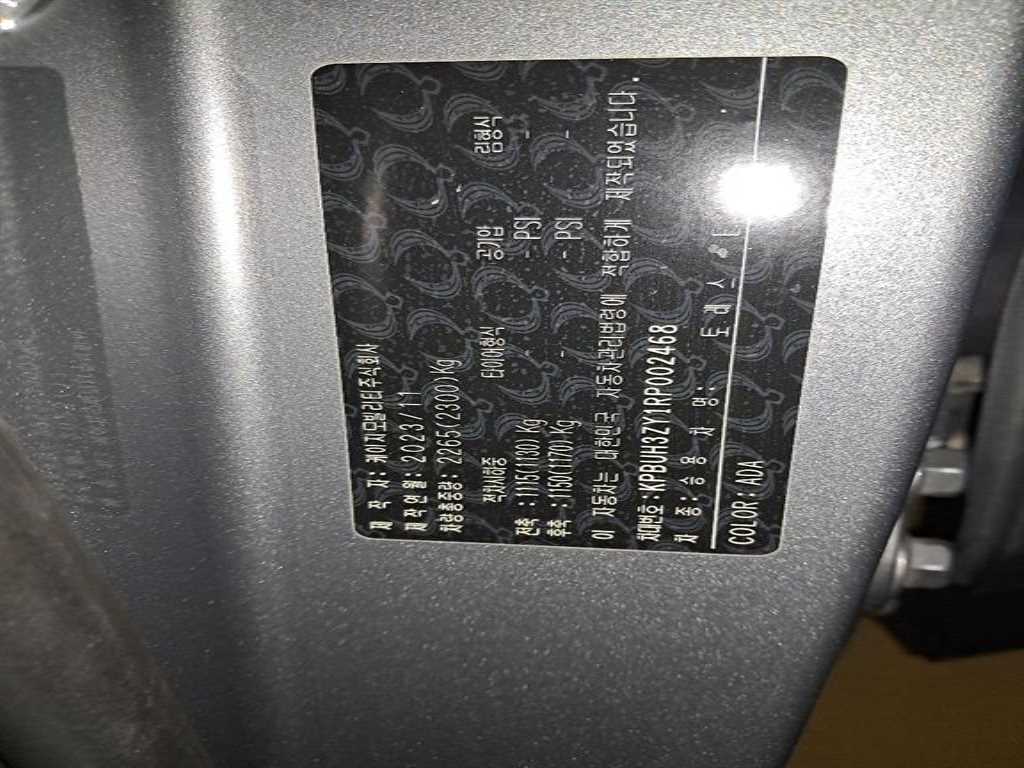 제 작 자 : 케이지모빌리티주식회사
제 작 연 월 : 2023/11
차량총중량 : 2265(2300)Kg
적차시하중 타이어형식 공기압 림형식
전축 : 1115(1130) Kg - - PSI -
후축 : 1150(1170) Kg - - PSI -
이 자동차는 대한민국 자동차관리법령에 적합하게 제작되었습니다.
차대번호 : KPBUH3ZY1RP002468
차 종 : 승 용 차 명 : 토레스
COLOR : ADA